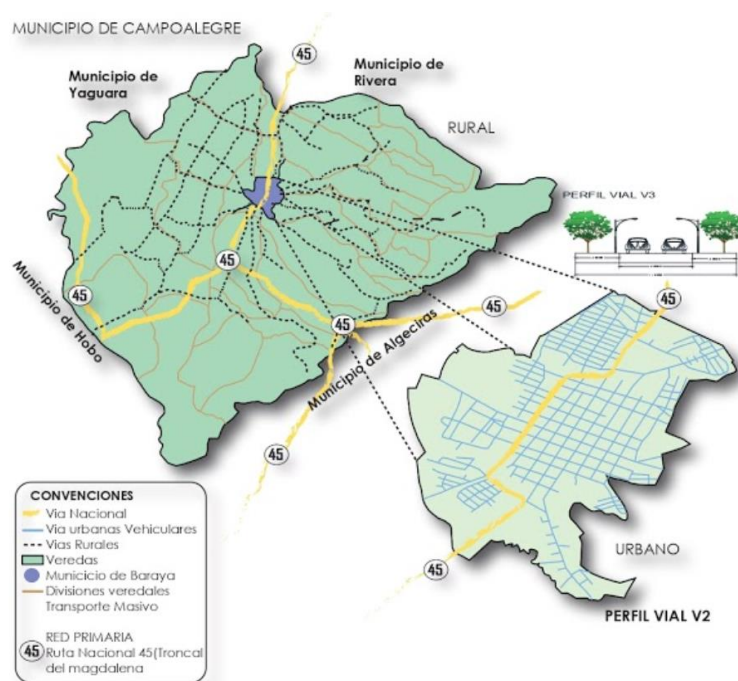 MUNICIPIO DE CAMPOALEGRE
45
Municipio de
Yaguara
Municipio de
Rivera
RURAL
PERFIL VIAL V3
45
45
45
45
45
Municipio de Hobo
Municipio de Algeciras
45
45
45
URBANO
PERFIL VIAL V2
CONVENCIONES
Via Nacional
Via urbanas Vehiculares
Vias Rurales
Veredas
Municicio de Baraya
Divisiones veredales
Transporte Masivo
RED PRIMARIA
45 Ruta Nacional 45(Troncal
del magdalena